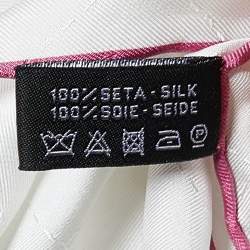 100% SETA - SILK
100% SOIE - SEIDE
P